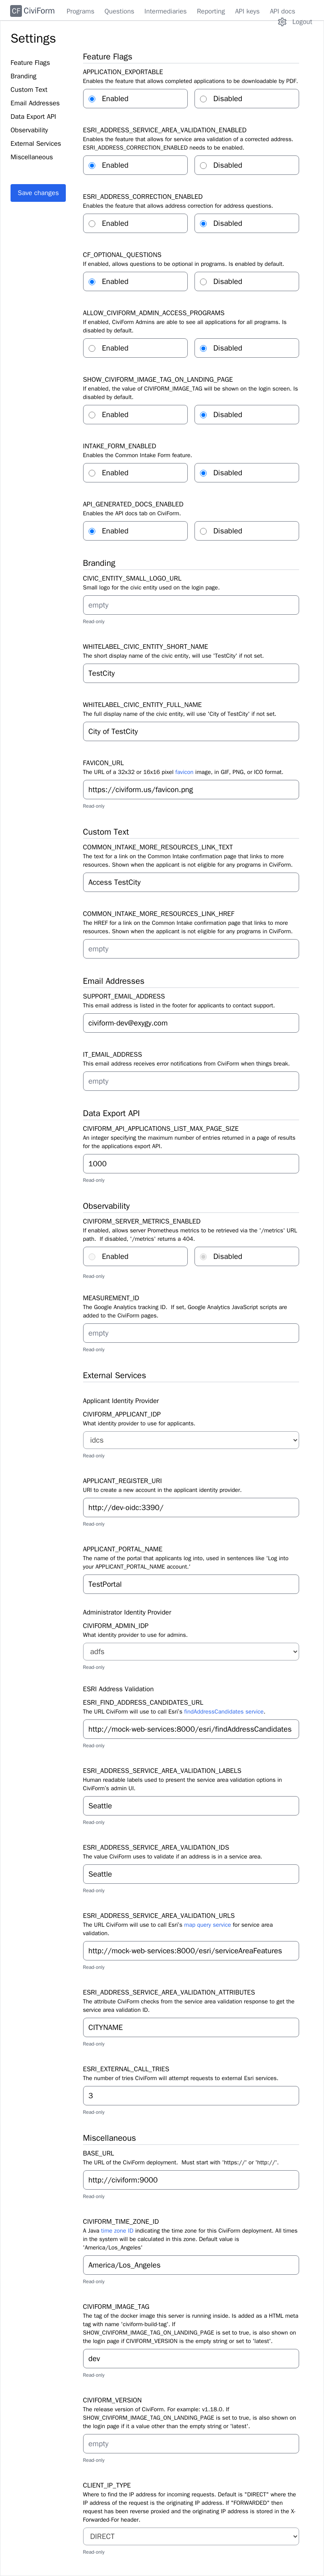 CF CiviForm Programs Questions Intermediaries Reporting API keys API docs
Logout
Settings
Feature Flags
Branding
Custom Text
Email Addresses
Data Export API
Observability
External Services
Miscellaneous
Save changes
Feature Flags
APPLICATION_EXPORTABLE
Enables the feature that allows completed applications to be downloadable by PDF.
Enabled Disabled
ESRI_ADDRESS_SERVICE_AREA_VALIDATION_ENABLED
Enables the feature that allows for service area validation of a corrected address.
ESRI_ADDRESS_CORRECTION_ENABLED needs to be enabled.
Enabled Disabled
ESRI_ADDRESS_CORRECTION_ENABLED
Enables the feature that allows address correction for address questions.
Enabled Disabled
CF_OPTIONAL_QUESTIONS
If enabled, allows questions to be optional in programs. Is enabled by default.
Enabled Disabled
ALLOW_CIVIFORM_ADMIN_ACCESS_PROGRAMS
If enabled, CiviForm Admins are able to see all applications for all programs. Is
disabled by default.
Enabled Disabled
SHOW_CIVIFORM_IMAGE_TAG_ON_LANDING_PAGE
If enabled, the value of CIVIFORM_IMAGE_TAG will be shown on the login screen. Is
disabled by default.
Enabled Disabled
INTAKE_FORM_ENABLED
Enables the Common Intake Form feature.
Enabled Disabled
API_GENERATED_DOCS_ENABLED
Enables the API docs tab on CiviForm.
Enabled Disabled
Branding
CIVIC_ENTITY_SMALL_LOGO_URL
Small logo for the civic entity used on the login page.
empty
Read-only
WHITELABEL_CIVIC_ENTITY_SHORT_NAME
The short display name of the civic entity, will use 'TestCity' if not set.
TestCity
WHITELABEL_CIVIC_ENTITY_FULL_NAME
The full display name of the civic entity, will use 'City of TestCity' if not set.
City of TestCity
FAVICON_URL
The URL of a 32x32 or 16x16 pixel favicon image, in GIF, PNG, or ICO format.
https://civiform.us/favicon.png
Read-only
Custom Text
COMMON_INTAKE_MORE_RESOURCES_LINK_TEXT
The text for a link on the Common Intake confirmation page that links to more
resources. Shown when the applicant is not eligible for any programs in CiviForm.
Access TestCity
COMMON_INTAKE_MORE_RESOURCES_LINK_HREF
The HREF for a link on the Common Intake confirmation page that links to more
resources. Shown when the applicant is not eligible for any programs in CiviForm.
empty
Email Addresses
SUPPORT_EMAIL_ADDRESS
This email address is listed in the footer for applicants to contact support.
civiform-dev@exygy.com
IT_EMAIL_ADDRESS
This email address receives error notifications from CiviForm when things break.
empty
Data Export API
CIVIFORM_API_APPLICATIONS_LIST_MAX_PAGE_SIZE
An integer specifying the maximum number of entries returned in a page of results
for the applications export API.
1000
Read-only
Observability
CIVIFORM_SERVER_METRICS_ENABLED
If enabled, allows server Prometheus metrics to be retrieved via the '/metrics' URL
path. If disabled, '/metrics' returns a 404.
Enabled Disabled
Read-only
MEASUREMENT_ID
The Google Analytics tracking ID. If set, Google Analytics JavaScript scripts are
added to the CiviForm pages.
empty
Read-only
External Services
Applicant Identity Provider
CIVIFORM_APPLICANT_IDP
What identity provider to use for applicants.
idcs
Read-only
APPLICANT_REGISTER_URI
URI to create a new account in the applicant identity provider.
http://dev-oidc:3390/
Read-only
APPLICANT_PORTAL_NAME
The name of the portal that applicants log into, used in sentences like 'Log into
your APPLICANT_PORTAL_NAME account.'
TestPortal
Administrator Identity Provider
CIVIFORM_ADMIN_IDP
What identity provider to use for admins.
adfs
Read-only
ESRI Address Validation
ESRI_FIND_ADDRESS_CANDIDATES_URL
The URL CiviForm will use to call Esri's findAddressCandidates service.
http://mock-web-services:8000/esri/findAddressCandidates
Read-only
ESRI_ADDRESS_SERVICE_AREA_VALIDATION_LABELS
Human readable labels used to present the service area validation options in
CiviForm's admin UI.
Seattle
Read-only
ESRI_ADDRESS_SERVICE_AREA_VALIDATION_IDS
The value CiviForm uses to validate if an address is in a service area.
Seattle
Read-only
ESRI_ADDRESS_SERVICE_AREA_VALIDATION_URLS
The URL CiviForm will use to call Esri's map query service for service area
validation.
http://mock-web-services:8000/esri/serviceAreaFeatures
Read-only
ESRI_ADDRESS_SERVICE_AREA_VALIDATION_ATTRIBUTES
The attribute CiviForm checks from the service area validation response to get the
service area validation ID.
CITYNAME
Read-only
ESRI_EXTERNAL_CALL_TRIES
The number of tries CiviForm will attempt requests to external Esri services.
3
Read-only
Miscellaneous
BASE_URL
The URL of the CiviForm deployment. Must start with 'https://' or 'http://'.
http://civiform:9000
Read-only
CIVIFORM_TIME_ZONE_ID
A Java time zone ID indicating the time zone for this CiviForm deployment. All times
in the system will be calculated in this zone. Default value is
'America/Los_Angeles'
America/Los_Angeles
Read-only
CIVIFORM_IMAGE_TAG
The tag of the docker image this server is running inside. Is added as a HTML meta
tag with name 'civiform-build-tag'. If
SHOW_CIVIFORM_IMAGE_TAG_ON_LANDING_PAGE is set to true, is also shown on
the login page if CIVIFORM_VERSION is the empty string or set to 'latest'.
dev
Read-only
CIVIFORM_VERSION
The release version of CiviForm. For example: v1.18.0. If
SHOW_CIVIFORM_IMAGE_TAG_ON_LANDING_PAGE is set to true, is also shown on
the login page if it a value other than the empty string or 'latest'.
empty
Read-only
CLIENT_IP_TYPE
Where to find the IP address for incoming requests. Default is "DIRECT" where the
IP address of the request is the originating IP address. If "FORWARDED" then
request has been reverse proxied and the originating IP address is stored in the X-
Forwarded-For header.
DIRECT
Read-only